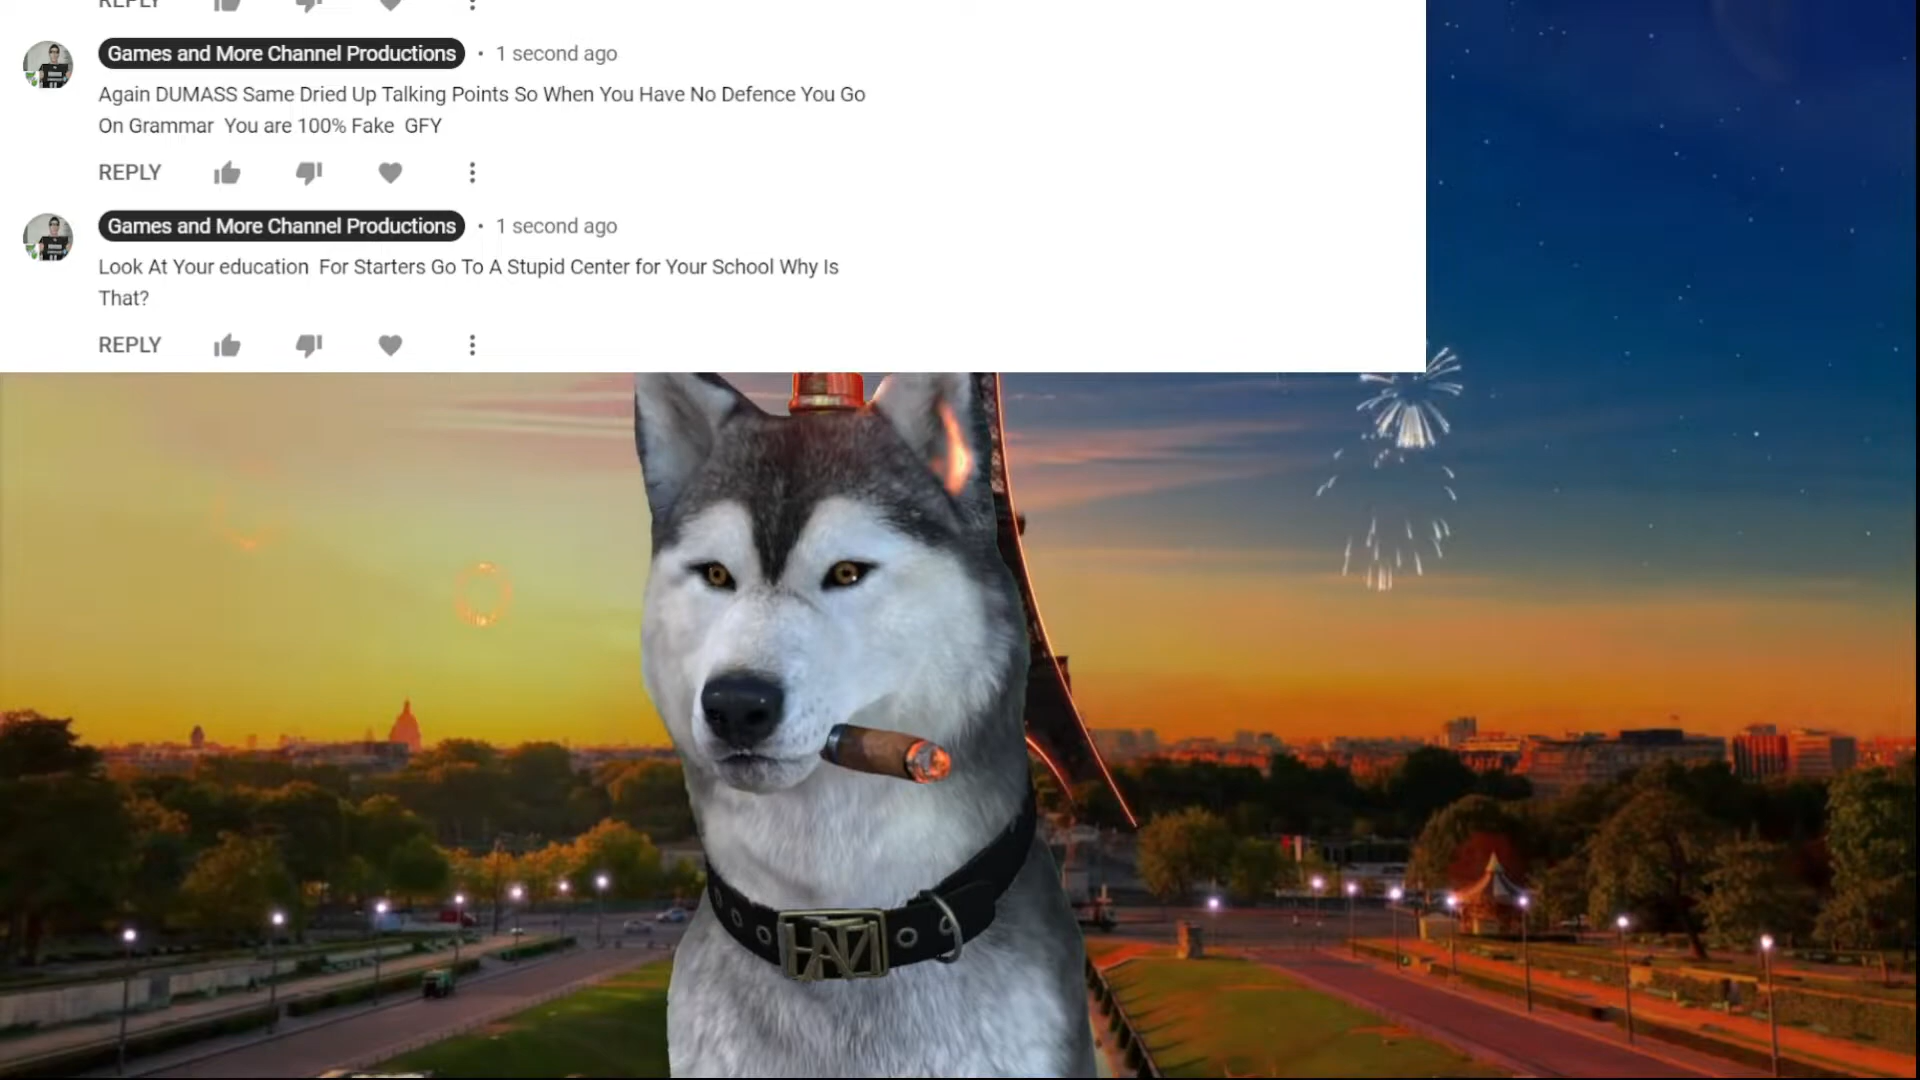 REPLY
Games and More Channel Productions • 1 second ago
Again DUMASS Same Dried Up Talking Points So When You Have No Defence You Go
On Grammar  You are 100% Fake  GFY
REPLY
Games and More Channel Productions • 1 second ago
Look At Your education  For Starters Go To A Stupid Center for Your School Why Is
That?
REPLY